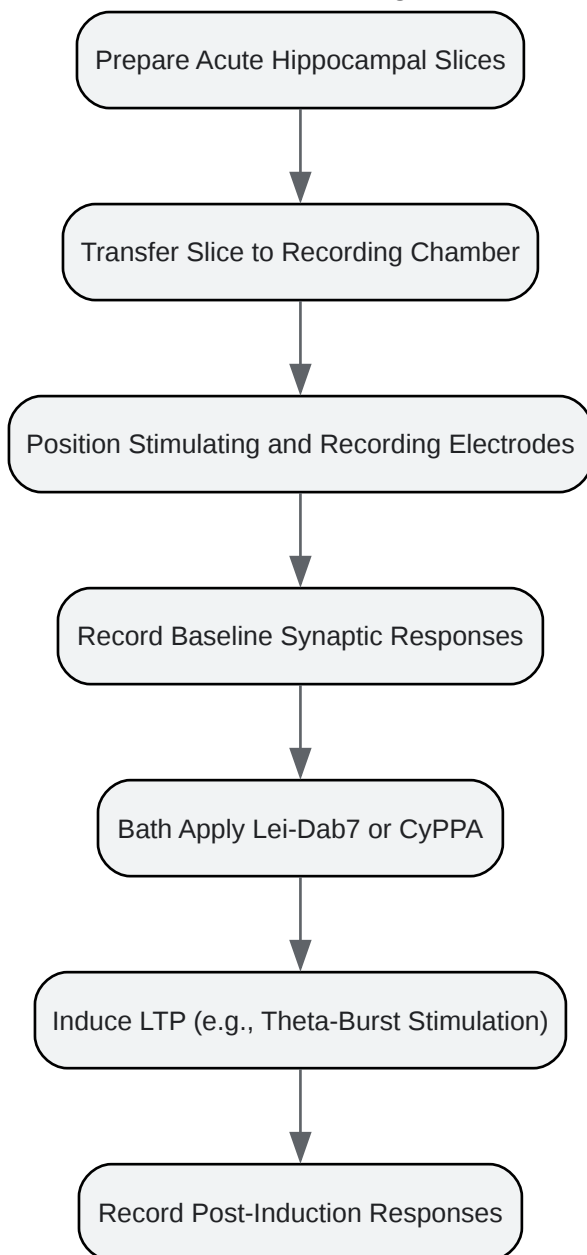 Prepare Acute Hippocampal Slices
Transfer Slice to Recording Chamber
Position Stimulating and Recording Electrodes
Record Baseline Synaptic Responses
Bath Apply Lei-Dab7 or CyPPA
Induce LTP (e.g., Theta-Burst Stimulation)
Record Post-Induction Responses